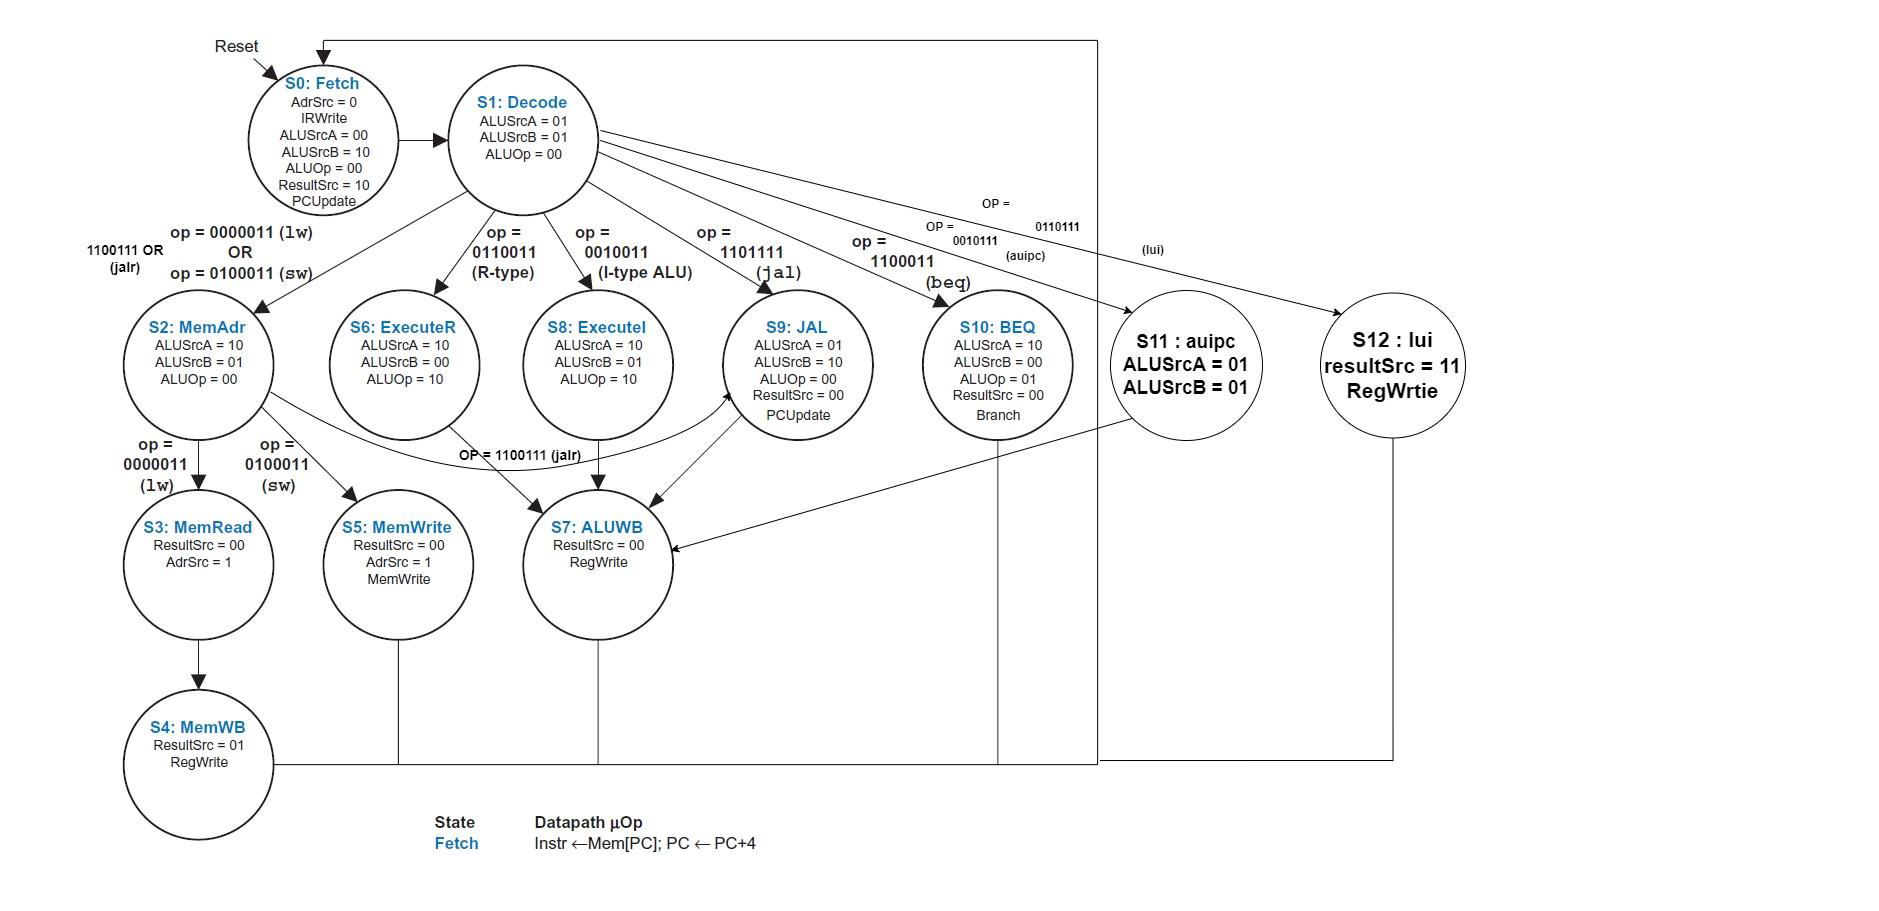 Reset
S0: Fetch
AdrSrc = 0
IRWrite
ALUSrcA = 00
ALUSrcB = 10
ALUOp = 00
ResultSrc = 10
PCUpdate
S1: Decode
ALUSrcA = 01
ALUSrcB = 01
ALUOp = 00
1100111 OR
(jalr)
op = 0000011 (lw)
OR
op = 0100011 (sw)
op =
0110011
(R-type)
op =
0010011
(I-type ALU)
op =
1101111
(jal)
op =
1100011
(beq)
OP =
0010111
(auipc)
OP =
0110111
(lui)
S2: MemAdr
ALUSrcA = 10
ALUSrcB = 01
ALUOp = 00
S6: ExecuteR
ALUSrcA = 10
ALUSrcB = 00
ALUOp = 10
S8: ExecuteI
ALUSrcA = 10
ALUSrcB = 01
ALUOp = 10
S9: JAL
ALUSrcA = 01
ALUSrcB = 10
ALUOp = 00
ResultSrc = 00
PCUpdate
S10: BEQ
ALUSrcA = 10
ALUSrcB = 00
ALUOp = 01
ResultSrc = 00
Branch
S11 : auipc
ALUSrcA = 01
ALUSrcB = 01
S12 : lui
resultSrc = 11
RegWrtie
op =
0000011
(lw)
op =
0100011
(sw)
OP = 1100111 (jalr)
S3: MemRead
ResultSrc = 00
AdrSrc = 1
S5: MemWrite
ResultSrc = 00
AdrSrc = 1
MemWrite
S7: ALUWB
ResultSrc = 00
RegWrite
S4: MemWB
ResultSrc = 01
RegWrite
State Datapath μOp
Fetch Instr ←Mem[PC]; PC ← PC+4